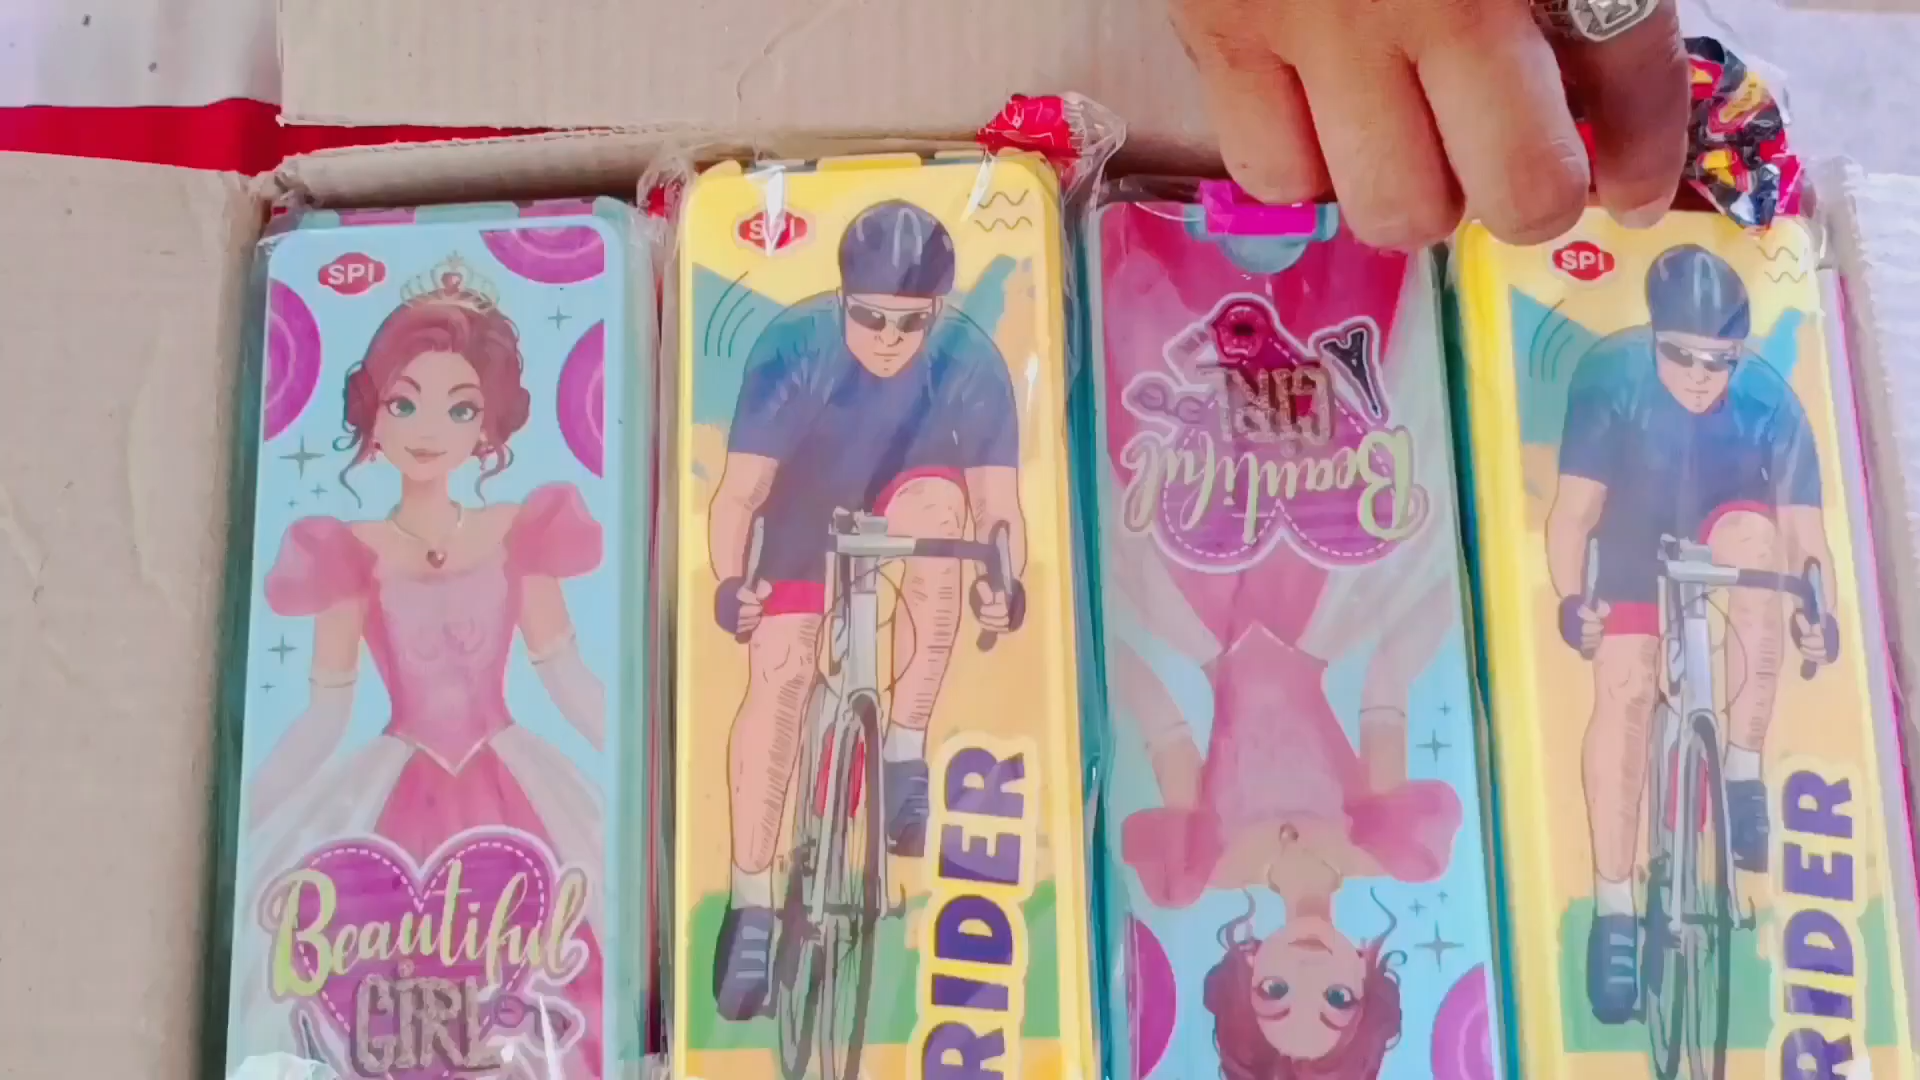 SPI
Beautiful
GIRL
SPI
RIDER
Beautiful
GIRL
SPI
RIDER